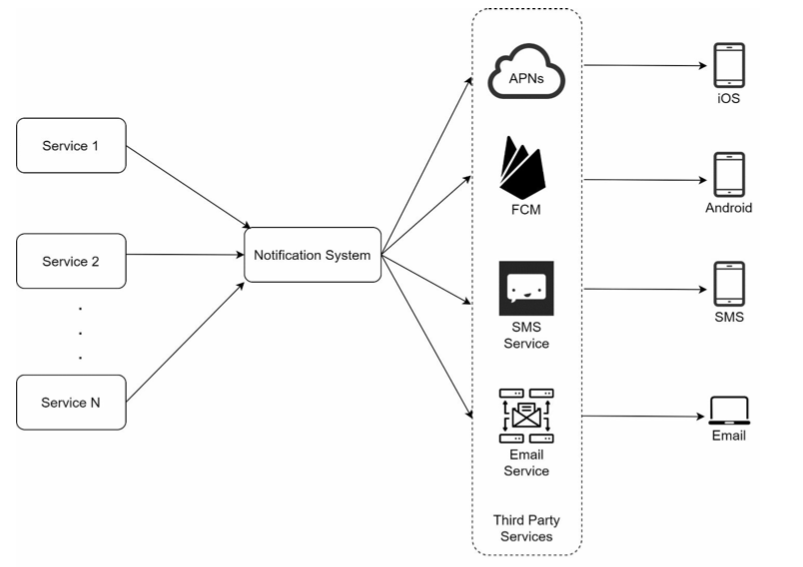 Service 1
Service 2
.
.
.
Service N
Notification System
APNs
FCM
SMS
Service
Email
Service
Third Party
Services
iOS
Android
SMS
Email